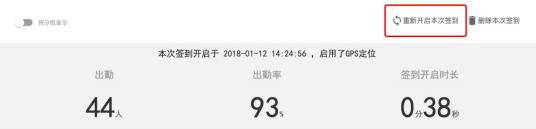 按分组显示
重新开启本次签到 删除本次签到
本次签到开启于 2018-01-12 14:24:56 ，启用了GPS定位
出勤 出勤率 签到开启时长
44人 93% 0分38秒